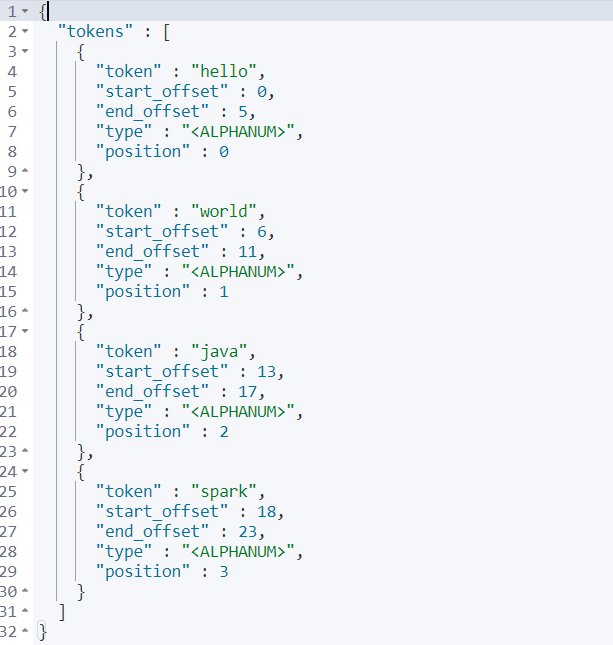 1 {
2 "tokens" : [
3 {
4 "token" : "hello",
5 "start_offset" : 0,
6 "end_offset" : 5,
7 "type" : "<ALPHANUM>",
8 "position" : 0
9 },
10 {
11 "token" : "world",
12 "start_offset" : 6,
13 "end_offset" : 11,
14 "type" : "<ALPHANUM>",
15 "position" : 1
16 },
17 {
18 "token" : "java",
19 "start_offset" : 13,
20 "end_offset" : 17,
21 "type" : "<ALPHANUM>",
22 "position" : 2
23 },
24 {
25 "token" : "spark",
26 "start_offset" : 18,
27 "end_offset" : 23,
28 "type" : "<ALPHANUM>",
29 "position" : 3
30 }
31 ]
32 }